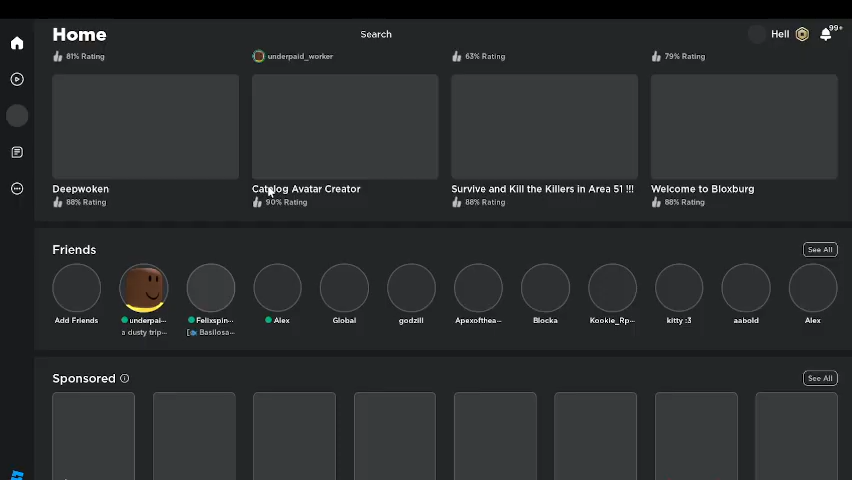 Home
Search
Hell
99+
81% Rating
underpaid_worker
63% Rating
79% Rating
Deepwoken
Catalog Avatar Creator
Survive and Kill the Killers in Area 51 !!!
Welcome to Bloxburg
88% Rating
90% Rating
88% Rating
88% Rating
Friends
See All
Add Friends
underpai···
Felixspin···
Alex
Global
godzill
Apexofthea···
Blocka
Kookie_Rp···
kitty :3
aabold
Alex
a dusty trip···
[ Basilosa···
Sponsored
See All